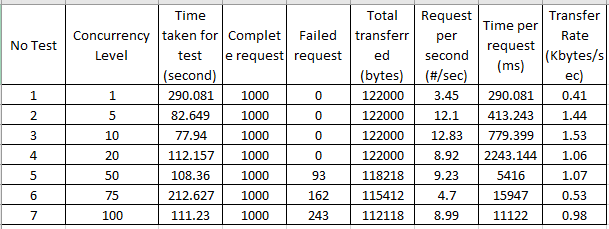 No Test Concurrency Level Time taken for test (second) Complet e request Failed request Total transferr ed (bytes) Request per second (#/sec) Time per request (ms) Transfer Rate (Kbytes/s ec)
1 1 290.081 1000 0 122000 3.45 290.081 0.41
2 5 82.649 1000 0 122000 12.1 413.243 1.44
3 10 77.94 1000 0 122000 12.83 779.399 1.53
4 20 112.157 1000 0 122000 8.92 2243.144 1.06
5 50 108.36 1000 93 118218 9.23 5416 1.07
6 75 212.627 1000 162 115412 4.7 15947 0.53
7 100 111.23 1000 243 112118 8.99 11122 0.98